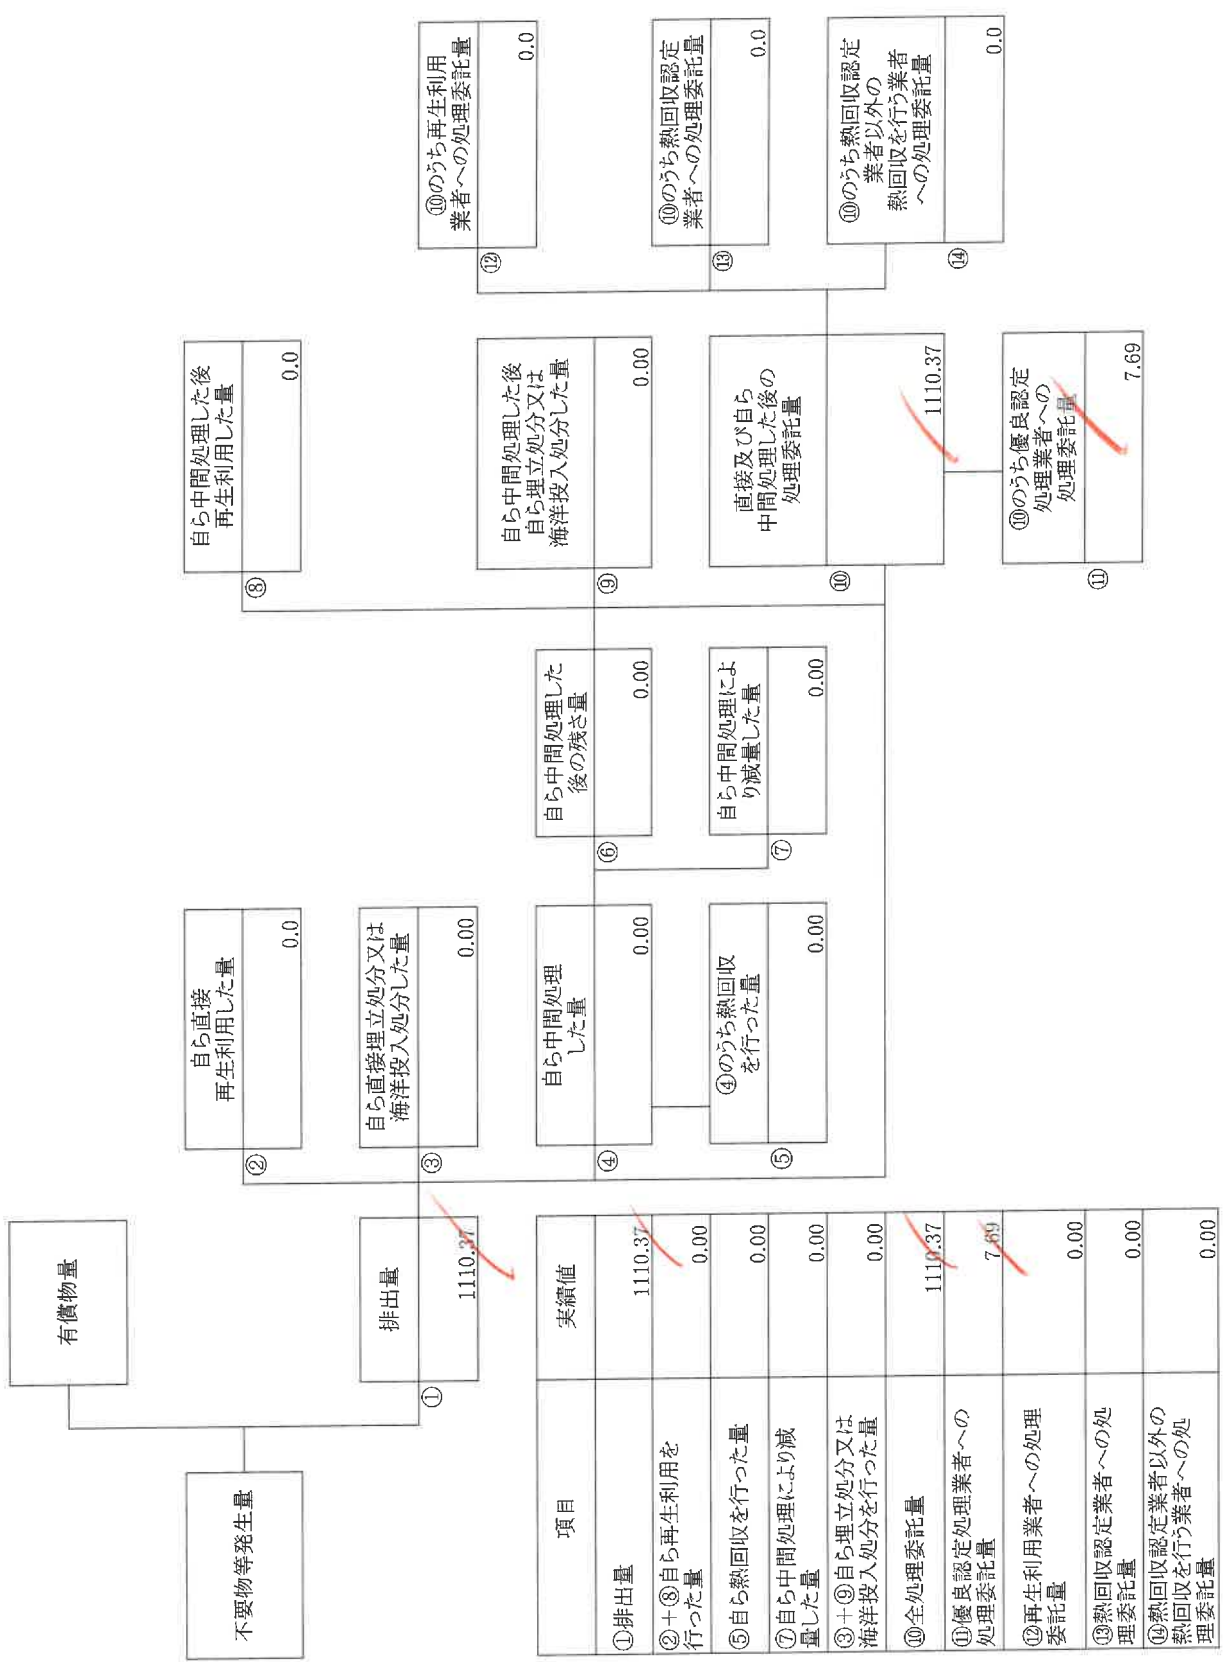 不要物等発生量
有償物量
①
排出量
1110.37
②
自ら直接
再生利用した量
0.0
③
自ら直接埋立処分又は
海洋投入処分した量
0.00
④
自ら中間処理
した量
0.00
⑤
④のうち熱回収
を行った量
0.00
⑥
自ら中間処理した
後の残さ量
0.00
⑦
自ら中間処理によ
り減量した量
0.00
⑧
自ら中間処理した後
再生利用した量
0.0
⑨
自ら中間処理した後
自ら埋立処分又は
海洋投入処分した量
0.00
⑩
直接及び自ら
中間処理した後の
処理委託量
1110.37
⑪
⑩のうち優良認定
処理業者への
処理委託量
7.69
⑫
⑩のうち再生利用
業者への処理委託量
0.0
⑬
⑩のうち熱回収認定
業者への処理委託量
0.0
⑭
⑩のうち熱回収認定
業者以外の
熱回収を行う業者
への処理委託量
0.0
項目 実績値
①排出量 1110.37
②+⑧自ら再生利用を
行った量 0.00
⑤自ら熱回収を行った量 0.00
⑦自ら中間処理により減
量した量 0.00
③+⑨自ら埋立処分又は
海洋投入処分を行った量 0.00
⑩全処理委託量 1110.37
⑪優良認定処理業者への
処理委託量 7.69
⑫再生利用業者への処理
委託量 0.00
⑬熱回収認定業者への処
理委託量 0.00
⑭熱回収認定業者以外の
熱回収を行う業者への処
理委託量 0.00